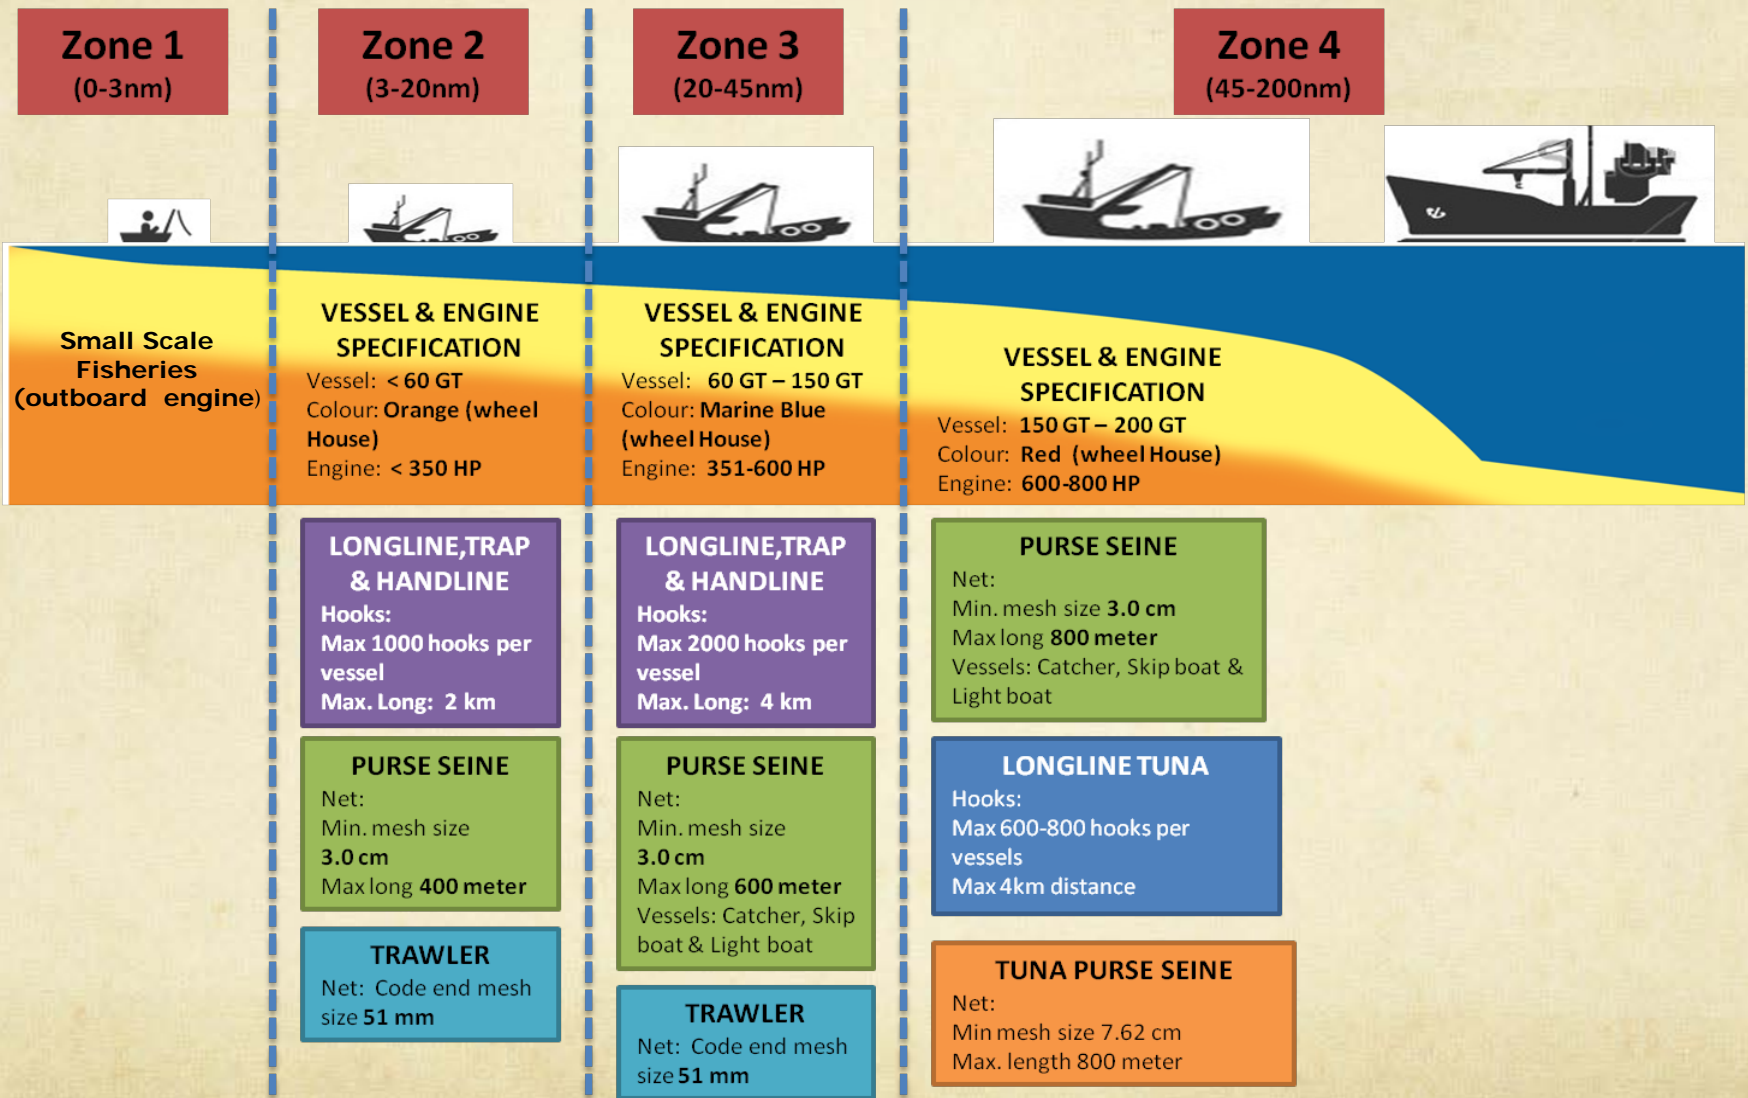 Zone 1
(0-3nm)
Zone 2
(3-20nm)
Zone 3
(20-45nm)
Zone 4
(45-200nm)
Small Scale
Fisheries
(outboard engine)
VESSEL & ENGINE
SPECIFICATION
Vessel: < 60 GT
Colour: Orange (wheel
House)
Engine: < 350 HP
LONGLINE,TRAP
& HANDLINE
Hooks:
Max 1000 hooks per
vessel
Max. Long: 2 km
PURSE SEINE
Net:
Min. mesh size
3.0 cm
Max long 400 meter
TRAWLER
Net: Code end mesh
size 51 mm
VESSEL & ENGINE
SPECIFICATION
Vessel: 60 GT – 150 GT
Colour: Marine Blue
(wheel House)
Engine: 351-600 HP
LONGLINE,TRAP
& HANDLINE
Hooks:
Max 2000 hooks per
vessel
Max. Long: 4 km
PURSE SEINE
Net:
Min. mesh size
3.0 cm
Max long 600 meter
Vessels: Catcher, Skip
boat & Light boat
TRAWLER
Net: Code end mesh
size 51 mm
VESSEL & ENGINE
SPECIFICATION
Vessel: 150 GT – 200 GT
Colour: Red (wheel House)
Engine: 600-800 HP
PURSE SEINE
Net:
Min. mesh size 3.0 cm
Max long 800 meter
Vessels: Catcher, Skip boat &
Light boat
LONGLINE TUNA
Hooks:
Max 600-800 hooks per
vessels
Max 4km distance
TUNA PURSE SEINE
Net:
Min mesh size 7.62 cm
Max. length 800 meter